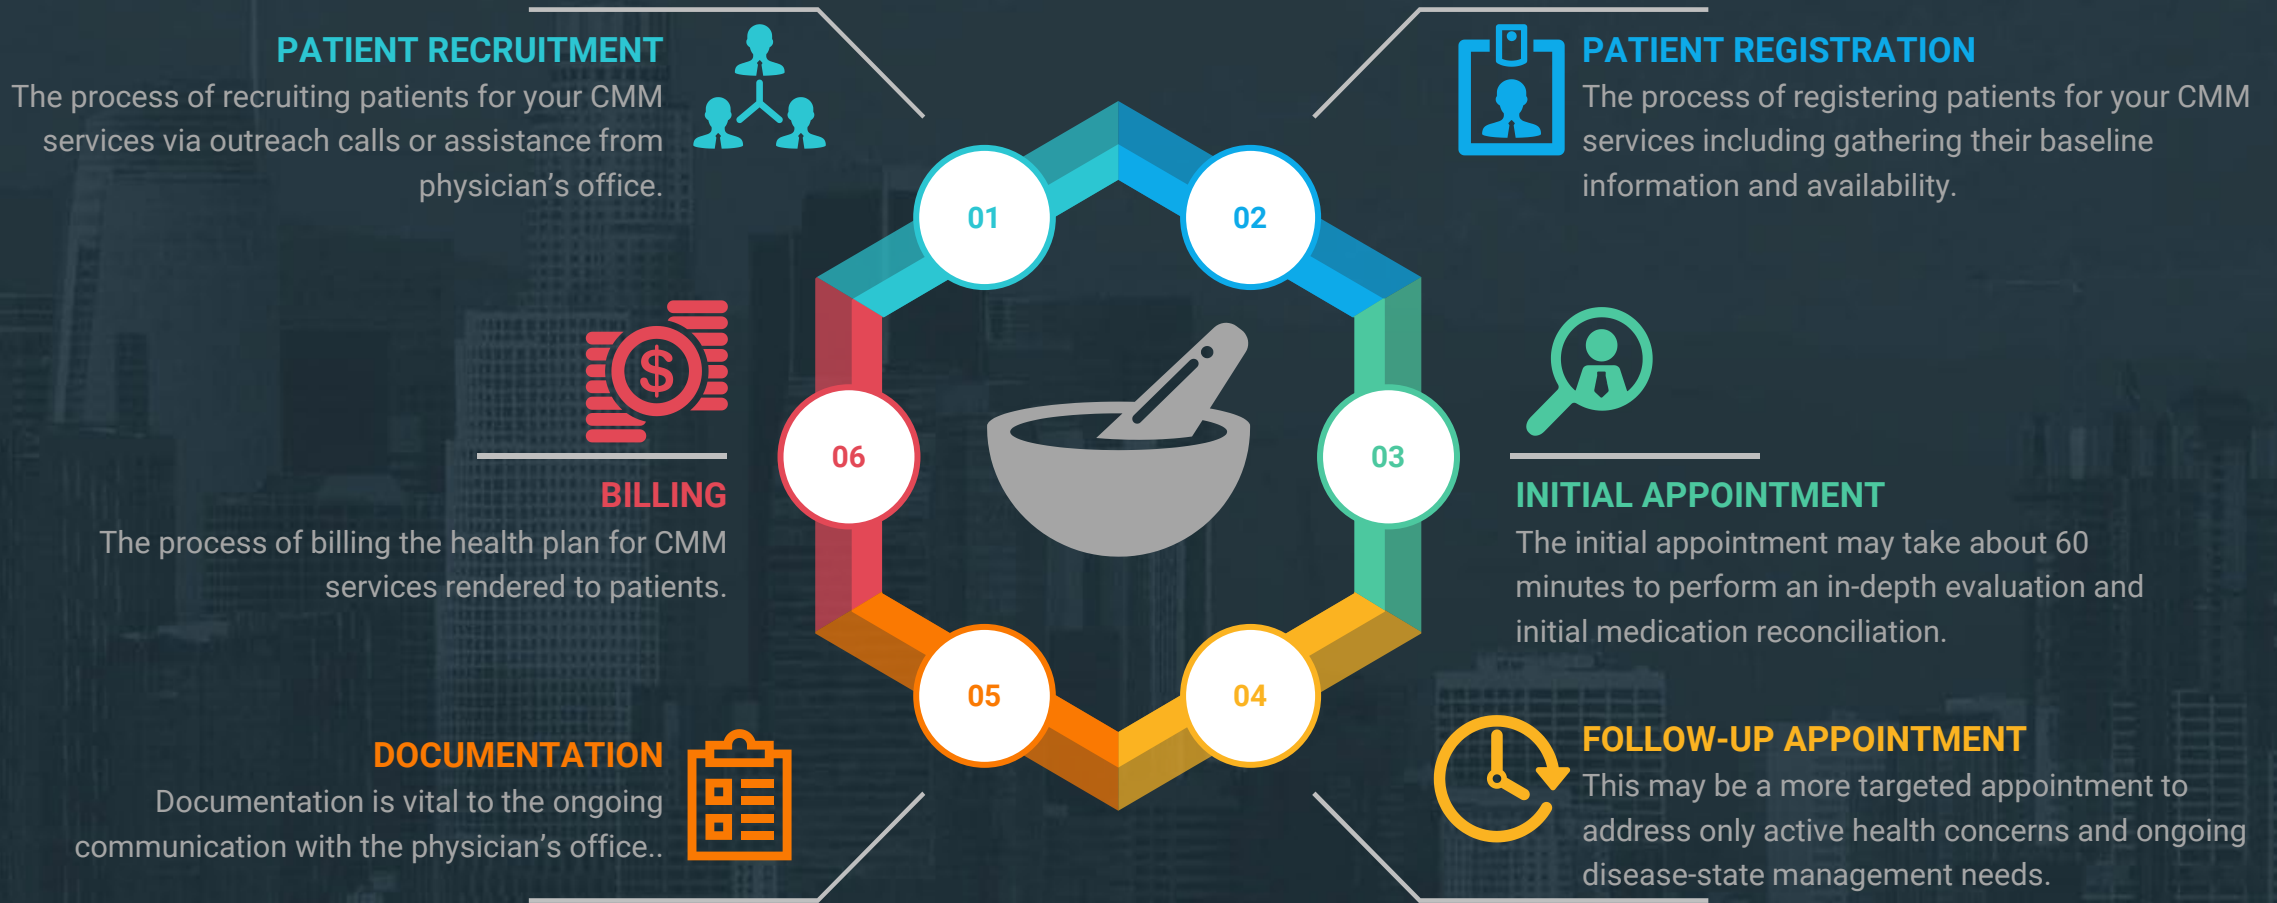 PATIENT RECRUITMENT
The process of recruiting patients for your CMM
services via outreach calls or assistance from
physician’s office.
01
PATIENT REGISTRATION
The process of registering patients for your CMM
services including gathering their baseline
information and availability.
02
INITIAL APPOINTMENT
The initial appointment may take about 60
minutes to perform an in-depth evaluation and
initial medication reconciliation.
03
FOLLOW-UP APPOINTMENT
This may be a more targeted appointment to
address only active health concerns and ongoing
disease-state management needs.
04
DOCUMENTATION
Documentation is vital to the ongoing
communication with the physician’s office..
05
$
BILLING
The process of billing the health plan for CMM
services rendered to patients.
06